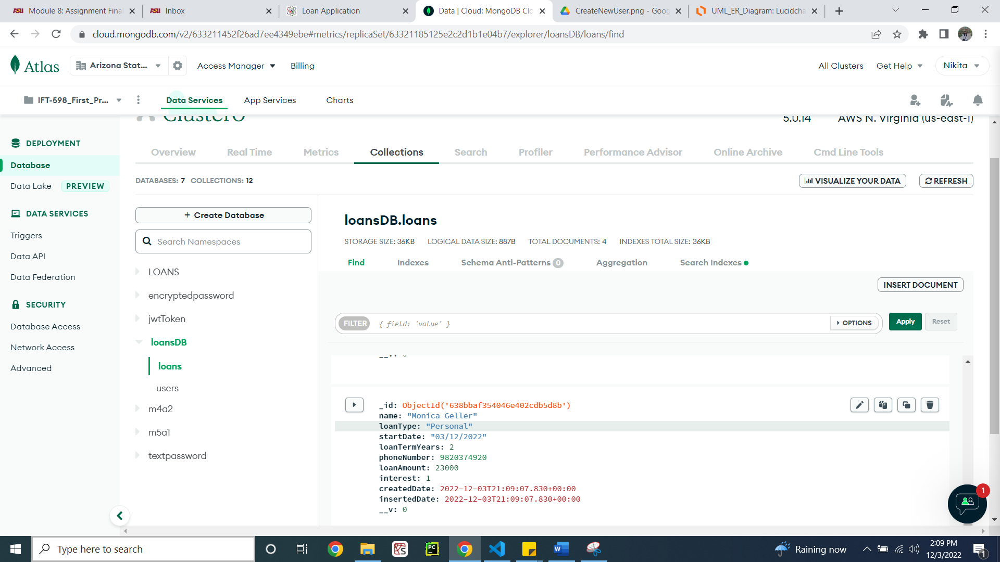 Module 8: Assignment Final
Inbox
Loan Application
Data | Cloud: MongoDB Clo
CreateNewUser.png - Goog
UML_ER_Diagram: Lucidcha
cloud.mongodb.com/v2/633211452f26ad7ee4349ebe#metrics/replicaSet/63321185125e2c2d1b1e04b7/explorer/loansDB/loans/find
Atlas
Arizona Stat...
Access Manager
Billing
All Clusters
Get Help
Nikita
IFT-598_First_Pr...
Data Services
App Services
Charts
Cluster0
5.0.14
AWS N. Virginia (us-east-1)
DEPLOYMENT
Database
Data Lake PREVIEW
DATA SERVICES
Triggers
Data API
Data Federation
SECURITY
Database Access
Network Access
Advanced
Overview
Real Time
Metrics
Collections
Search
Profiler
Performance Advisor
Online Archive
Cmd Line Tools
DATABASES: 7 COLLECTIONS: 12
VISUALIZE YOUR DATA
REFRESH
+ Create Database
Search Namespaces
LOANS
encryptedpassword
jwtToken
loansDB
loans
users
m4a2
m5a1
textpassword
loansDB.loans
STORAGE SIZE: 36KB LOGICAL DATA SIZE: 887B TOTAL DOCUMENTS: 4 INDEXES TOTAL SIZE: 36KB
Find
Indexes
Schema Anti-Patterns 0
Aggregation
Search Indexes
INSERT DOCUMENT
FILTER { field: 'value' }
OPTIONS
Apply
Reset
_id: ObjectId('638bbaf354046e402cdb5d8b')
name: "Monica Geller"
loanType: "Personal"
startDate: "03/12/2022"
loanTermYears: 2
phoneNumber: 9820374920
loanAmount: 23000
interest: 1
createdDate: 2022-12-03T21:09:07.830+00:00
insertedDate: 2022-12-03T21:09:07.830+00:00
__v: 0
1
Type here to search
Raining now
2:09 PM
12/3/2022
1